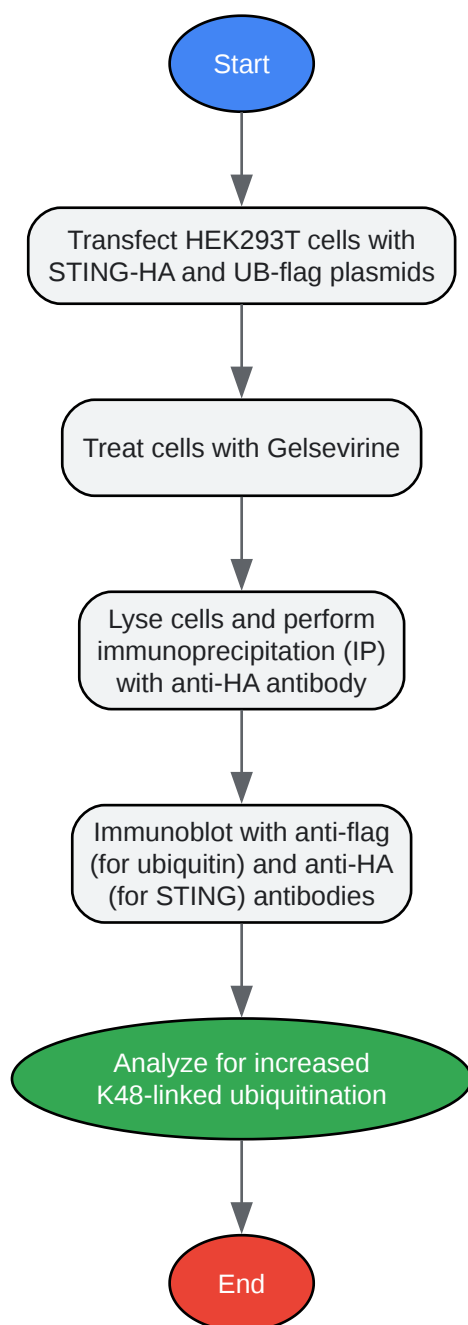 Start
Transfect HEK293T cells with
STING-HA and UB-flag plasmids
Treat cells with Gelsevirine
Lyse cells and perform
immunoprecipitation (IP)
with anti-HA antibody
Immunoblot with anti-flag
(for ubiquitin) and anti-HA
(for STING) antibodies
Analyze for increased
K48-linked ubiquitination
End